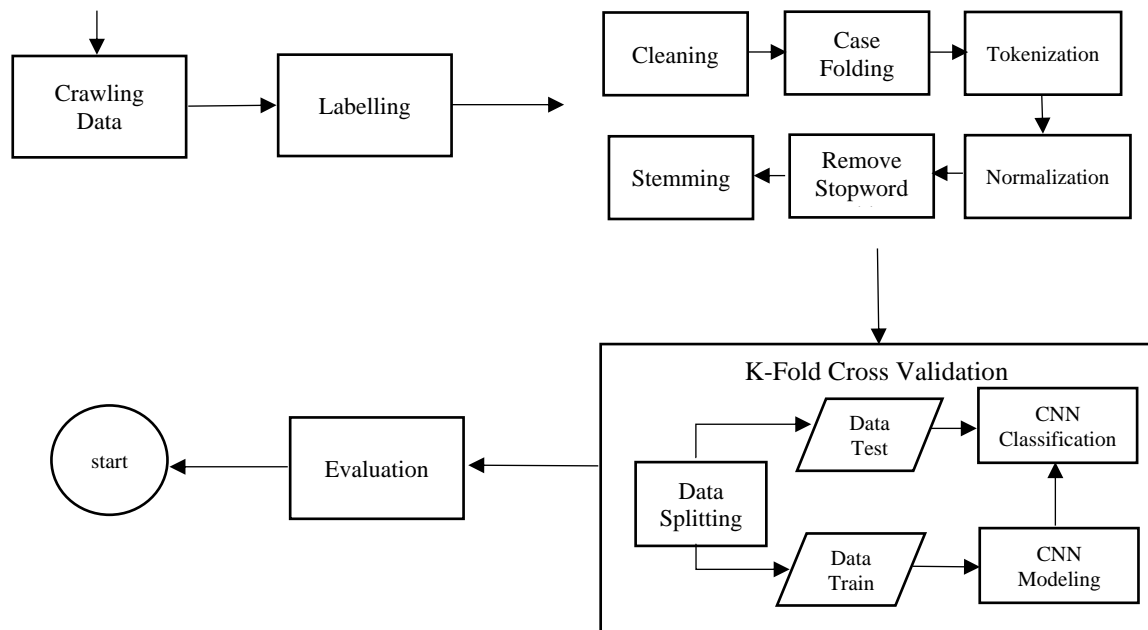 Crawling
Data
Labelling
Cleaning
Case
Folding
Tokenization
Stemming
Remove
Stopword
Normalization
K-Fold Cross Validation
Data
Test
CNN
Classification
Data
Splitting
Data
Train
CNN
Modeling
Evaluation
start